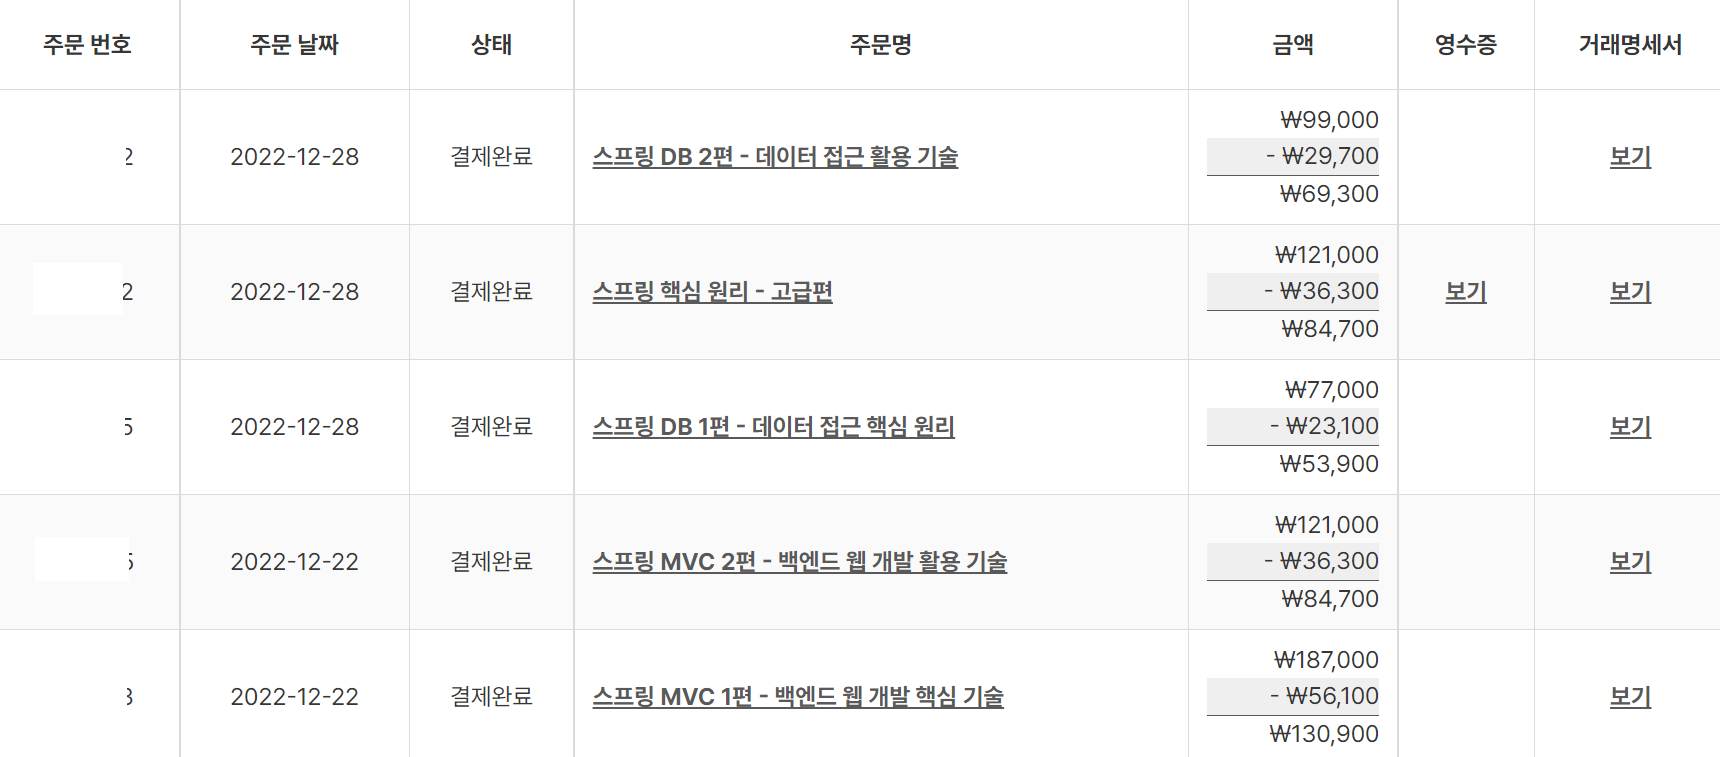 주문 번호 주문 날짜 상태 주문명 금액 영수증 거래명세서
₩99,000
2 2022-12-28 결제완료 스프링 DB 2편 - 데이터 접근 활용 기술 - ₩29,700 보기
₩69,300
₩121,000
2 2022-12-28 결제완료 스프링 핵심 원리 - 고급편 - ₩36,300 보기 보기
₩84,700
₩77,000
5 2022-12-28 결제완료 스프링 DB 1편 - 데이터 접근 핵심 원리 - ₩23,100 보기
₩53,900
₩121,000
5 2022-12-22 결제완료 스프링 MVC 2편 - 백엔드 웹 개발 활용 기술 - ₩36,300 보기
₩84,700
₩187,000
3 2022-12-22 결제완료 스프링 MVC 1편 - 백엔드 웹 개발 핵심 기술 - ₩56,100 보기
₩130,900